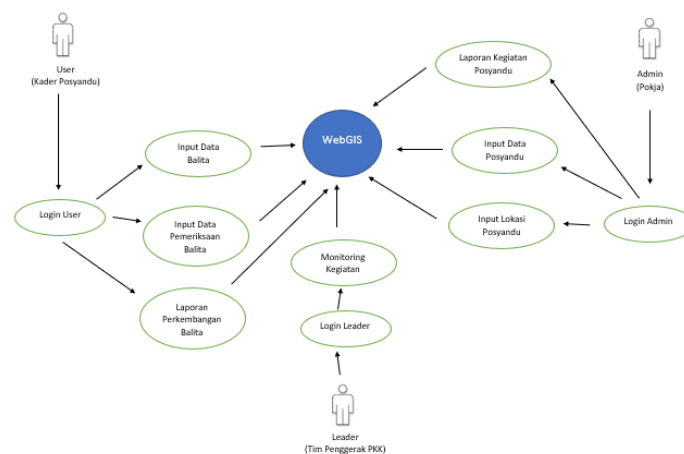 User
(Kader Posyandu)
Laporan Kegiatan
Posyandu
Admin
(Pokja)
WebGIS
Input Data
Balita
Input Data
Posyandu
Login User
Input Data
Pemeriksaan
Balita
Input Lokasi
Posyandu
Login Admin
Monitoring
Kegiatan
Laporan
Perkembangan
Balita
Login Leader
Leader
(Tim Penggerak PKK)